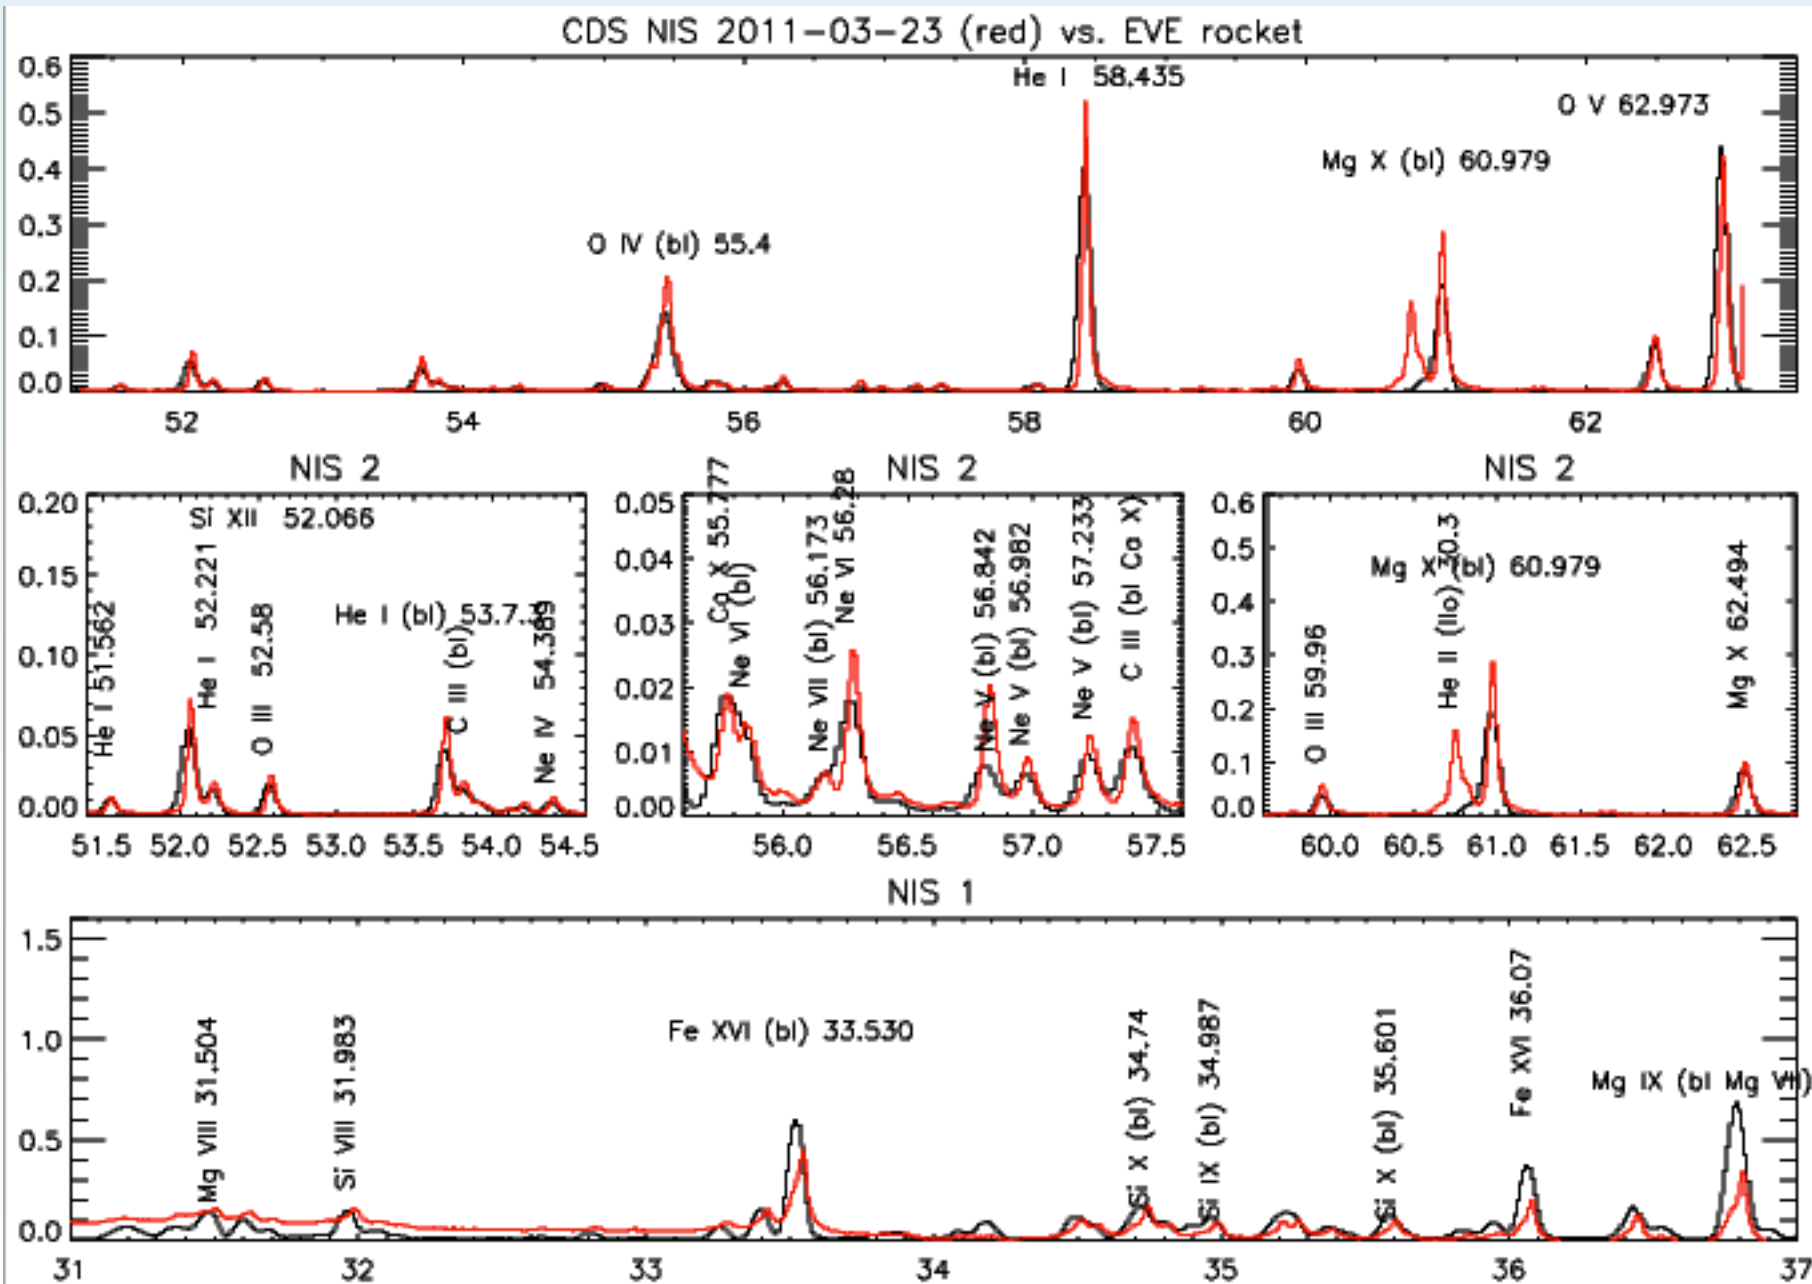 CDS NIS 2011-03-23 (red) vs. EVE rocket
He I 58.435
O V 62.973
Mg X (bl) 60.979
O IV (bl) 55.4
0.6
0.5
0.4
0.3
0.2
0.1
0.0
52 54 56 58 60 62
NIS 2
Si XII 52.066
He I 51.562
He I 52.221
O III 52.58
He I (bl) 53.7
C III (bl)
Ne IV 54.389
0.20
0.15
0.10
0.05
0.00
51.5 52.0 52.5 53.0 53.5 54.0 54.5
NIS 2
Ca X 55.777
Ne VI (bl)
Ne VII (bl) 56.173
Ne VI 56.28
Ne V (bl) 56.842
Ne V (bl) 56.982
Ne V (bl) 57.233
C III (bl Ca X)
0.05
0.04
0.03
0.02
0.01
0.00
56.0 56.5 57.0 57.5
NIS 2
O III 59.96
He II (IIo)
Mg X (bl) 60.979
Mg X 62.494
0.6
0.5
0.4
0.3
0.2
0.1
0.0
60.0 60.5 61.0 61.5 62.0 62.5
NIS 1
Mg VIII 31.504
Si VIII 31.983
Fe XVI (bl) 33.530
Si X (bl) 34.74
Si IX (bl) 34.987
Si X (bl) 35.601
Fe XVI 36.07
Mg IX (bl Mg VII)
1.5
1.0
0.5
0.0
31 32 33 34 35 36 37